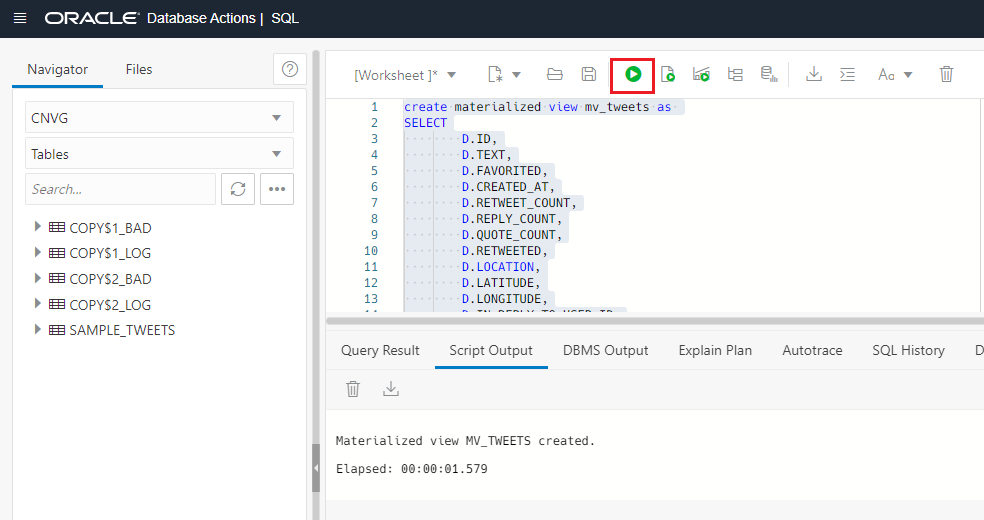 ORACLE Database Actions | SQL
Navigator Files
CNVG
Tables
Search...
COPY$1_BAD
COPY$1_LOG
COPY$2_BAD
COPY$2_LOG
SAMPLE_TWEETS
[Worksheet ]* Aa
1 create materialized view mv_tweets as
2 SELECT
3 D.ID,
4 D.TEXT,
5 D.FAVORITED,
6 D.CREATED_AT,
7 D.RETWEET_COUNT,
8 D.REPLY_COUNT,
9 D.QUOTE_COUNT,
10 D.RETWEETED,
11 D.LOCATION,
12 D.LATITUDE,
13 D.LONGITUDE,
14 D.IN_REPLY_TO_USER_ID,
Query Result Script Output DBMS Output Explain Plan Autotrace SQL History D
Materialized view MV_TWEETS created.
Elapsed: 00:00:01.579